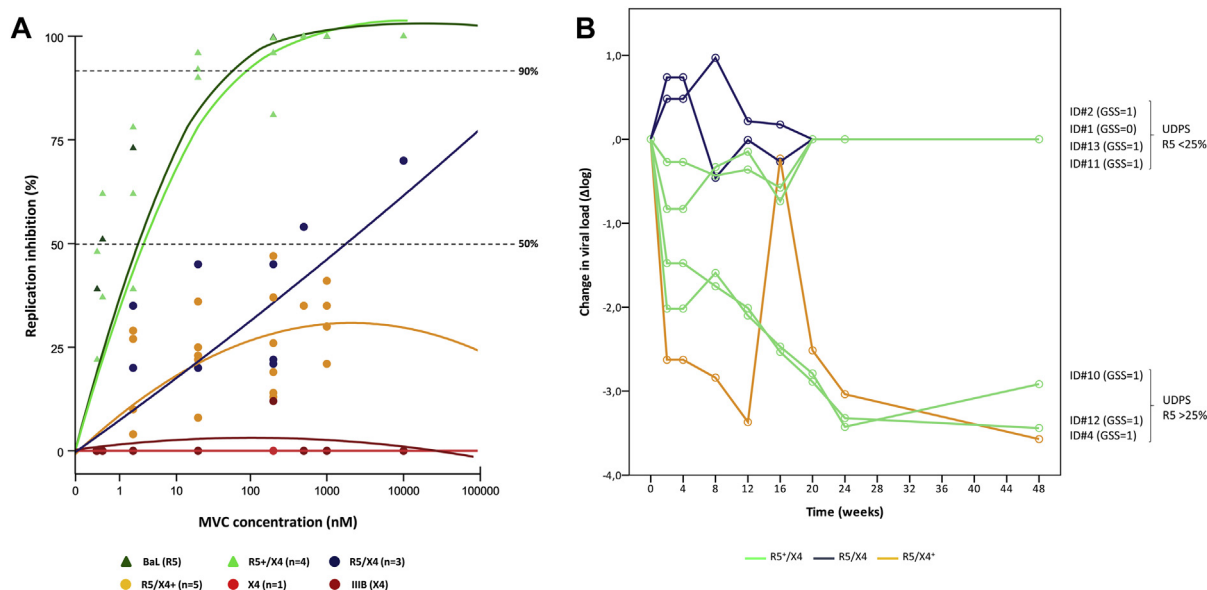 A
Replication inhibition (%)
100
75
50
25
0
90%
50%
0
1
10
100
1000
10000
100000
MVC concentration (nM)
BaL (R5)
R5+/X4 (n=4)
R5/X4 (n=3)
R5/X4+ (n=5)
X4 (n=1)
IIIB (X4)
B
Change in viral load (Δlog)
1,0
,0
-1,0
-2,0
-3,0
-4,0
0 4 8 12 16 20 24 32 36 40 44 48
Time (weeks)
R5⁺/X4
R5/X4
R5/X4⁺
ID#2 (GSS=1)
ID#1 (GSS=0)
ID#13 (GSS=1)
ID#11 (GSS=1)
UDPS
R5 <25%
ID#10 (GSS=1)
ID#12 (GSS=1)
ID#4 (GSS=1)
UDPS
R5 >25%